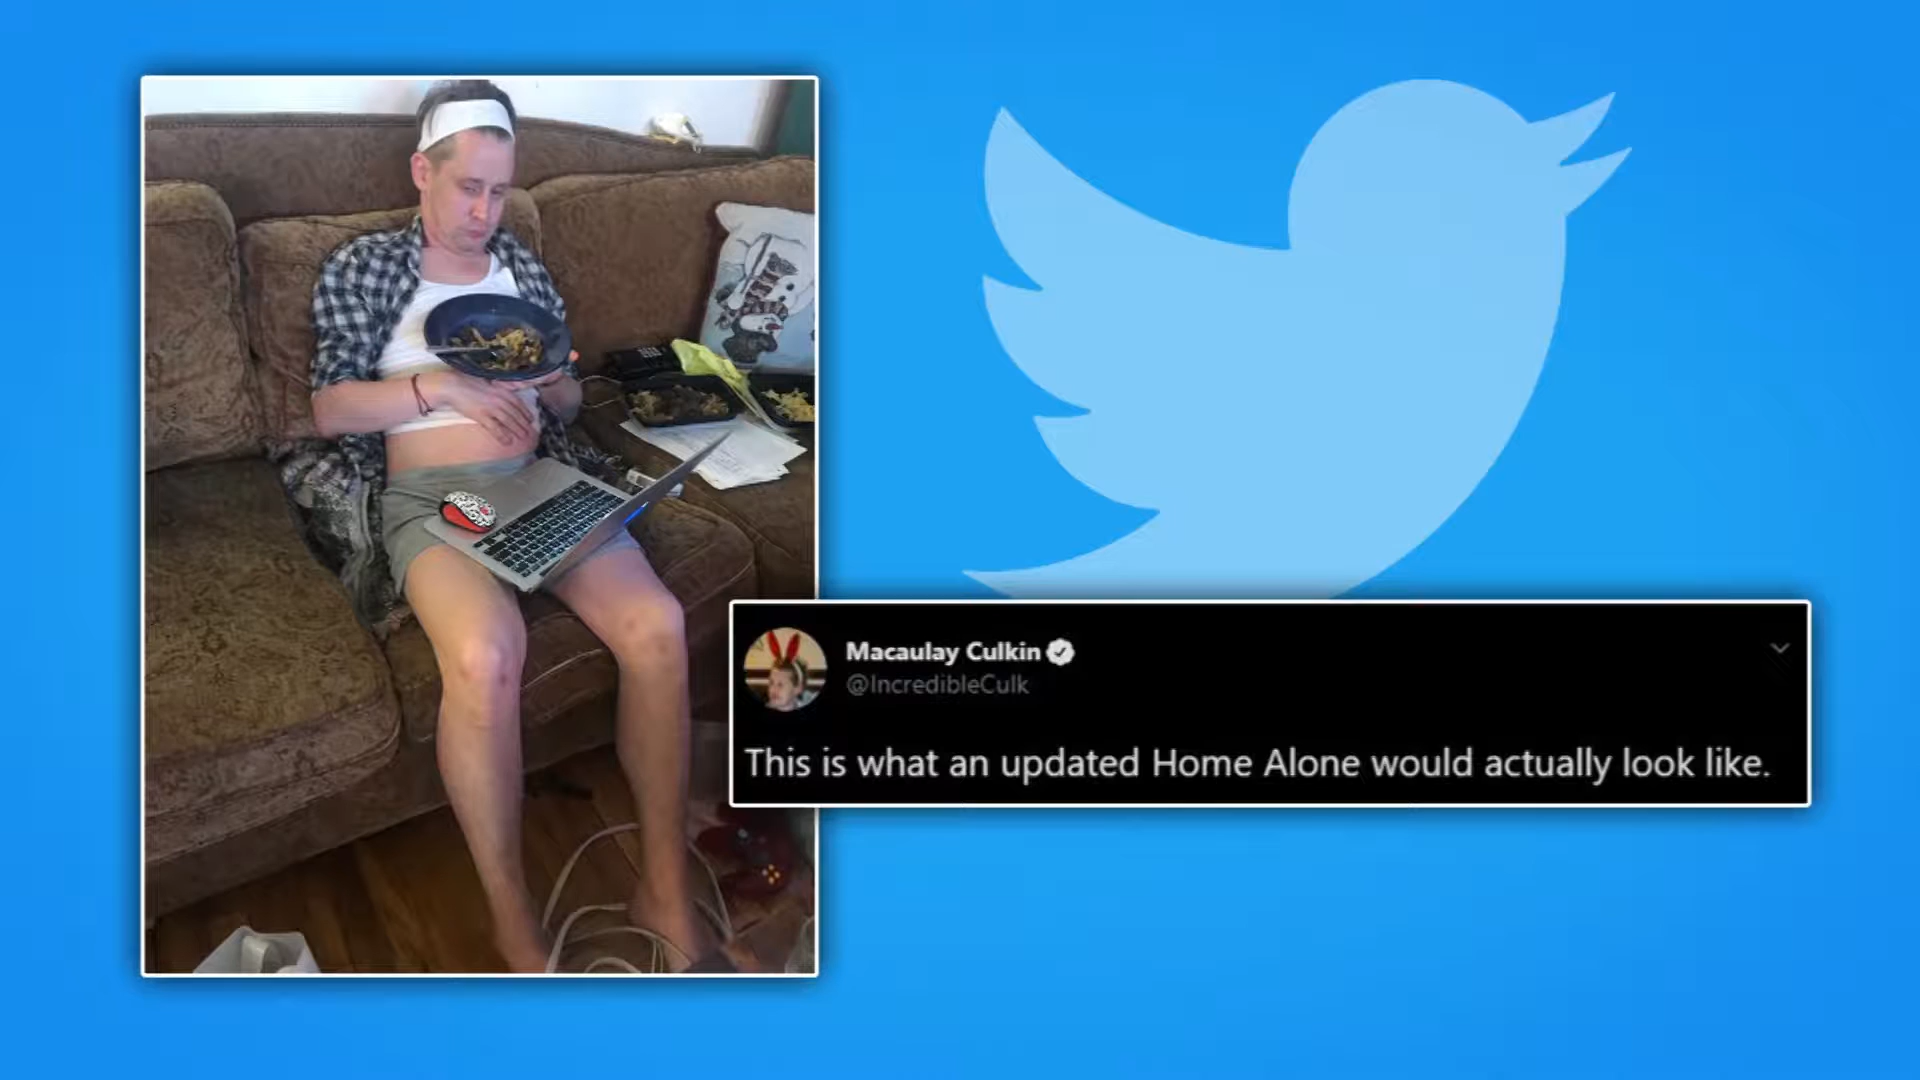 Macaulay Culkin
@IncredibleCulk
This is what an updated Home Alone would actually look like.